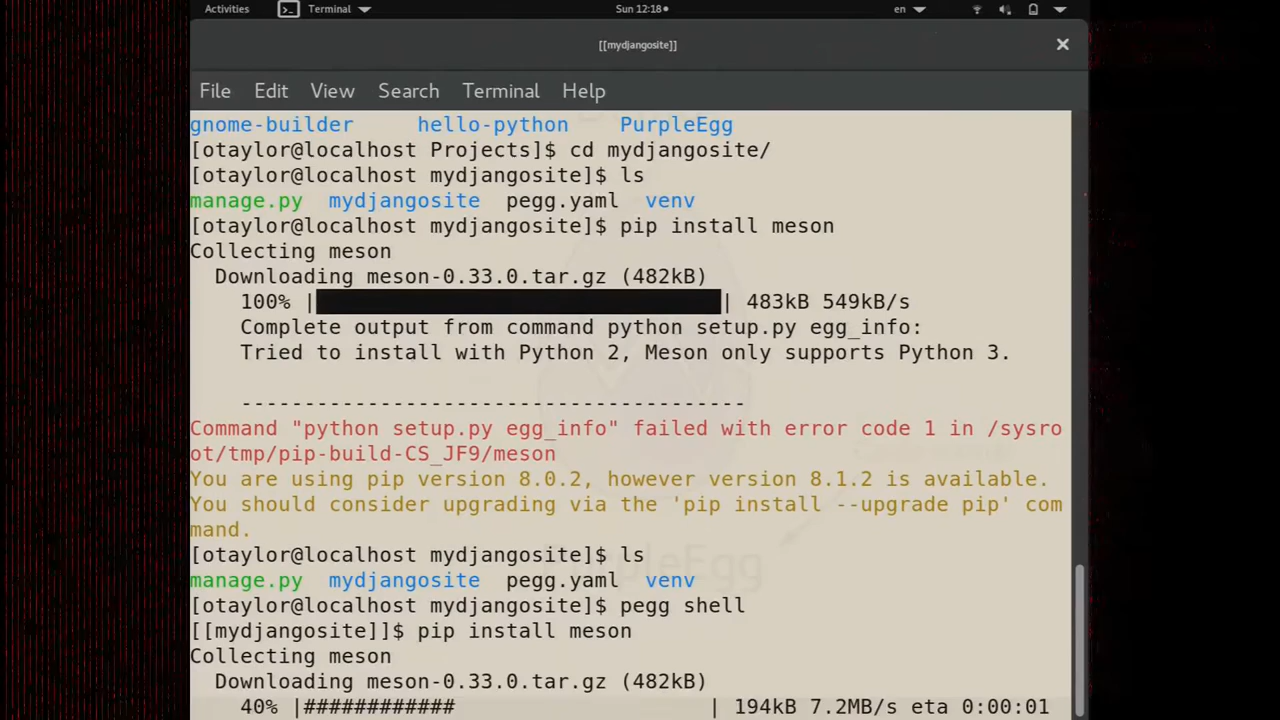 Activities Terminal Sun 12:18 en
[[mydjangosite]]
File Edit View Search Terminal Help
gnome-builder hello-python PurpleEgg
[otaylor@localhost Projects]$ cd mydjangosite/
[otaylor@localhost mydjangosite]$ ls
manage.py mydjangosite pegg.yaml venv
[otaylor@localhost mydjangosite]$ pip install meson
Collecting meson
Downloading meson-0.33.0.tar.gz (482kB)
100% | | 483kB 549kB/s
Complete output from command python setup.py egg_info:
Tried to install with Python 2, Meson only supports Python 3.
----------------------------------------
Command "python setup.py egg_info" failed with error code 1 in /sysro
ot/tmp/pip-build-CS_JF9/meson
You are using pip version 8.0.2, however version 8.1.2 is available.
You should consider upgrading via the 'pip install --upgrade pip' com
mand.
[otaylor@localhost mydjangosite]$ ls
PurpleEgg
manage.py mydjangosite pegg.yaml venv
[otaylor@localhost mydjangosite]$ pegg shell
[[mydjangosite]]$ pip install meson
Collecting meson
Downloading meson-0.33.0.tar.gz (482kB)
40% |############ | 194kB 7.2MB/s eta 0:00:01